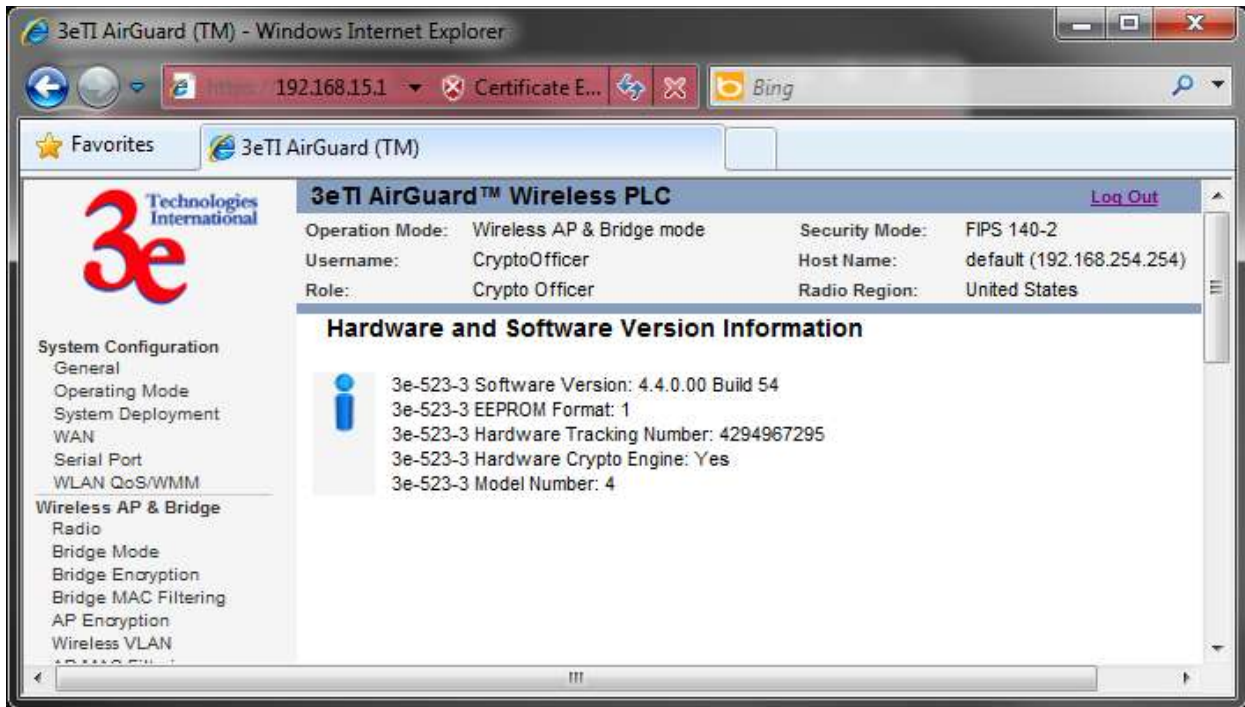 3eTI AirGuard (TM) - Windows Internet Explorer
192.168.15.1 Certificate E... Bing
Favorites 3eTI AirGuard (TM)
3e Technologies International
3eTI AirGuard™ Wireless PLC Log Out
Operation Mode: Wireless AP & Bridge mode Security Mode: FIPS 140-2
Username: CryptoOfficer Host Name: default (192.168.254.254)
Role: Crypto Officer Radio Region: United States
System Configuration
General
Operating Mode
System Deployment
WAN
Serial Port
WLAN QoS/WMM
Wireless AP & Bridge
Radio
Bridge Mode
Bridge Encryption
Bridge MAC Filtering
AP Encryption
Wireless VLAN
Hardware and Software Version Information
3e-523-3 Software Version: 4.4.0.00 Build 54
3e-523-3 EEPROM Format: 1
3e-523-3 Hardware Tracking Number: 4294967295
3e-523-3 Hardware Crypto Engine: Yes
3e-523-3 Model Number: 4